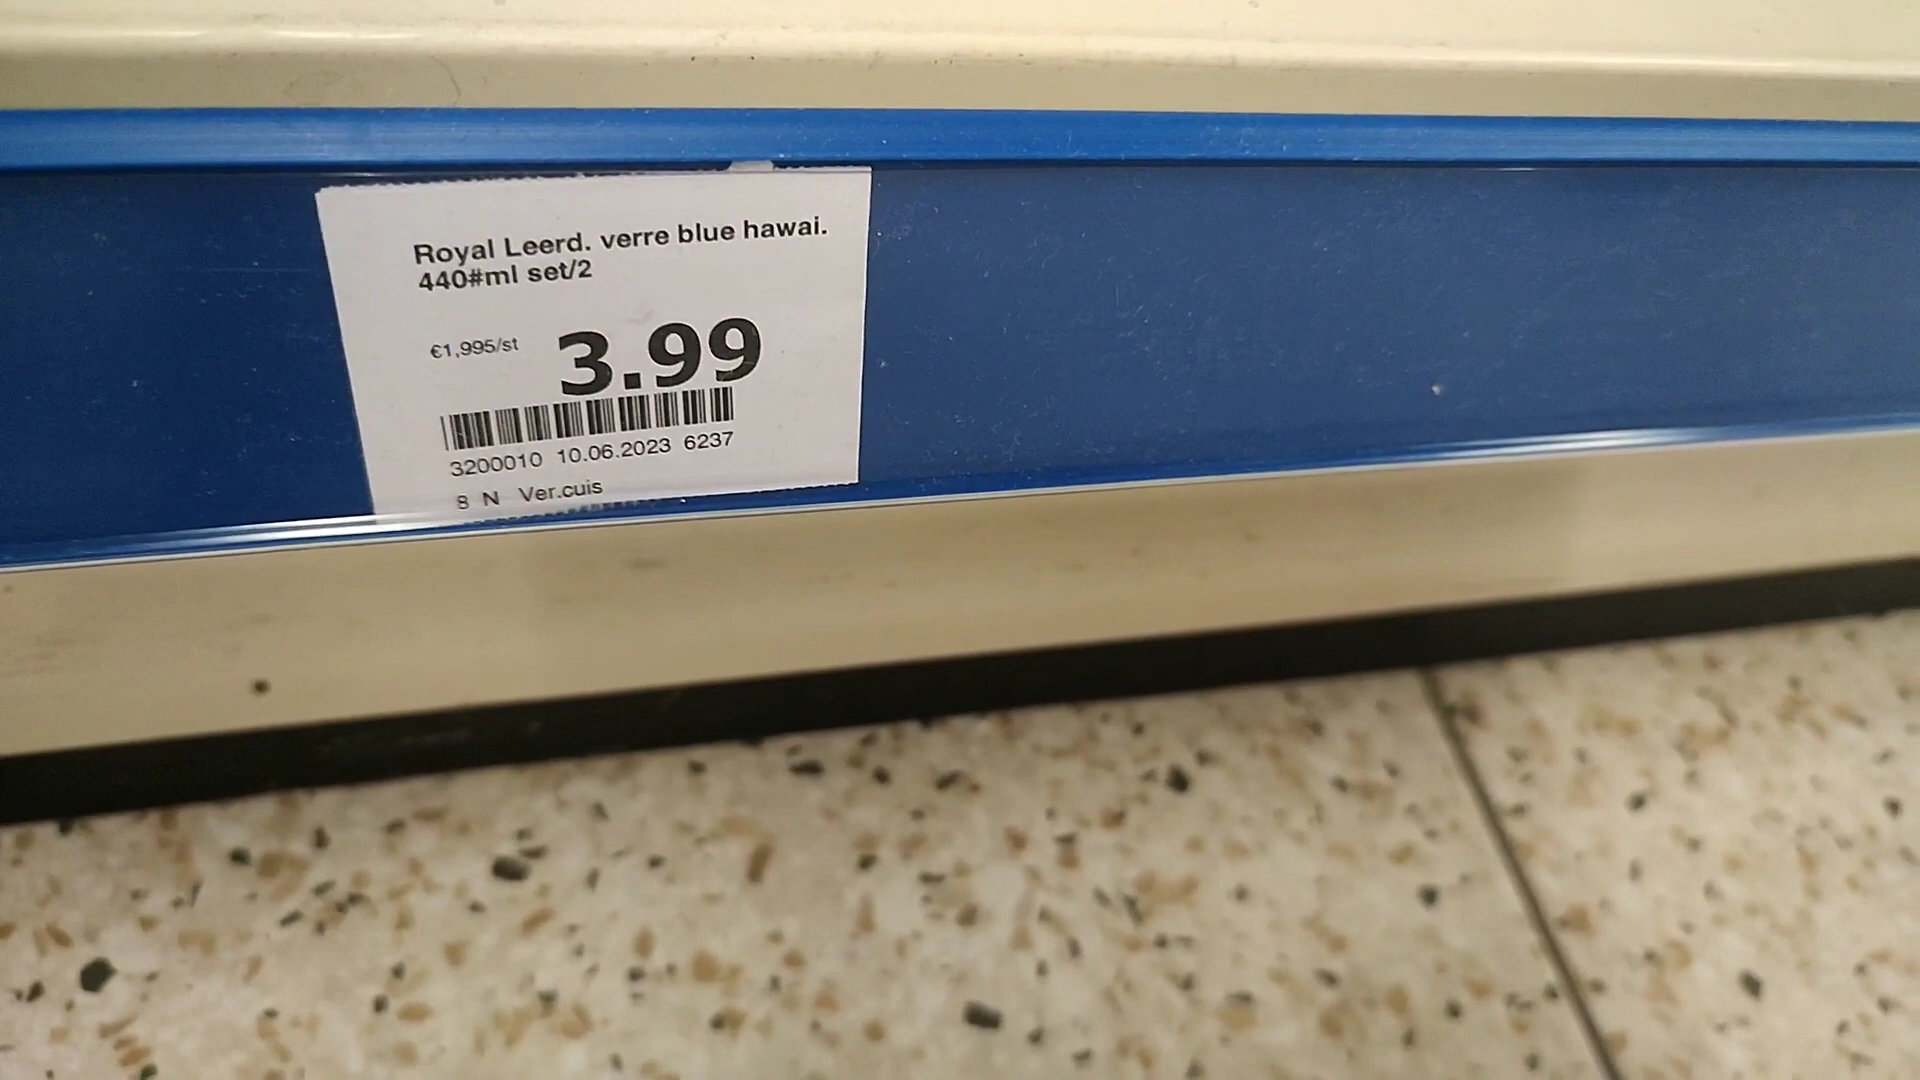 Royal Leerd. verre blue hawai.
440#ml set/2
€1,995/st 3.99
3200010 10.06.2023 6237
8 N Ver.cuis